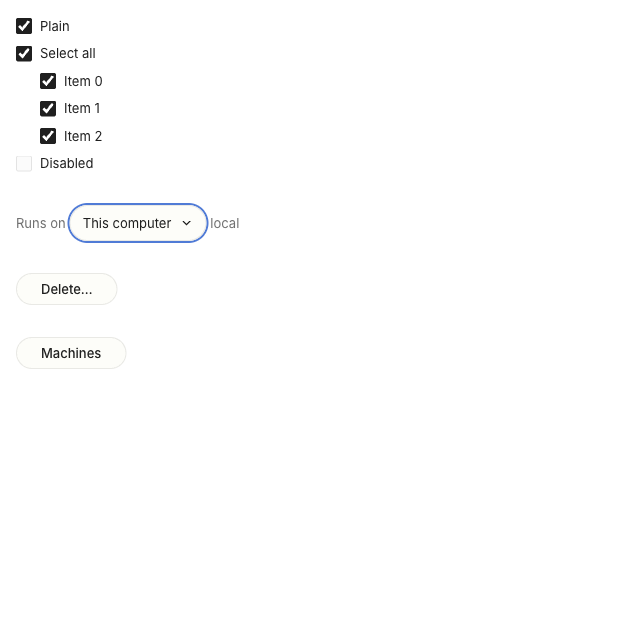 Plain
Select all
Item 0
Item 1
Item 2
Disabled
Runs on This computer local
Delete...
Machines